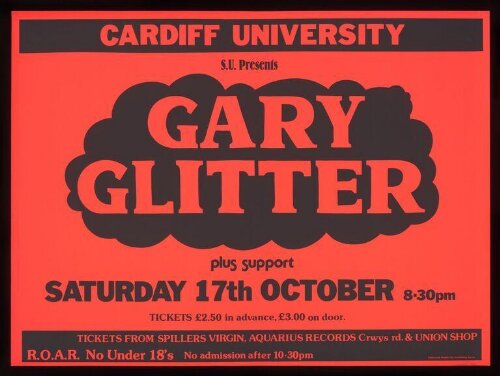 CARDIFF UNIVERSITY
S.U. Presents
GARY
GLITTER
plus support
SATURDAY 17th OCTOBER 8·30pm
TICKETS £2.50 in advance, £3.00 on door.
TICKETS FROM SPILLERS VIRGIN, AQUARIUS RECORDS Crwys rd. & UNION SHOP
R.O.A.R. No Under 18's No admission after 10·30pm